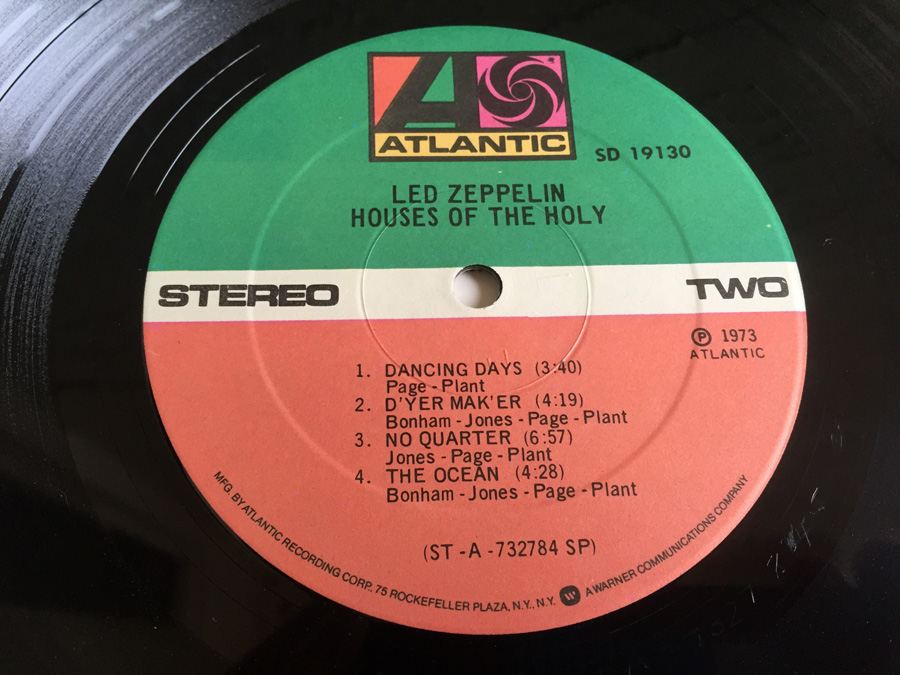 ATLANTIC
SD 19130
LED ZEPPELIN
HOUSES OF THE HOLY
STEREO
TWO
Ⓟ 1973
ATLANTIC
1. DANCING DAYS (3:40)
Page - Plant
2. D'YER MAK'ER (4:19)
Bonham - Jones - Page - Plant
3. NO QUARTER (6:57)
Jones - Page - Plant
4. THE OCEAN (4:28)
Bonham - Jones - Page - Plant
(ST - A - 732784 SP)
MFG. BY ATLANTIC RECORDING CORP. 75 ROCKEFELLER PLAZA, N.Y., N.Y. A WARNER COMMUNICATIONS COMPANY